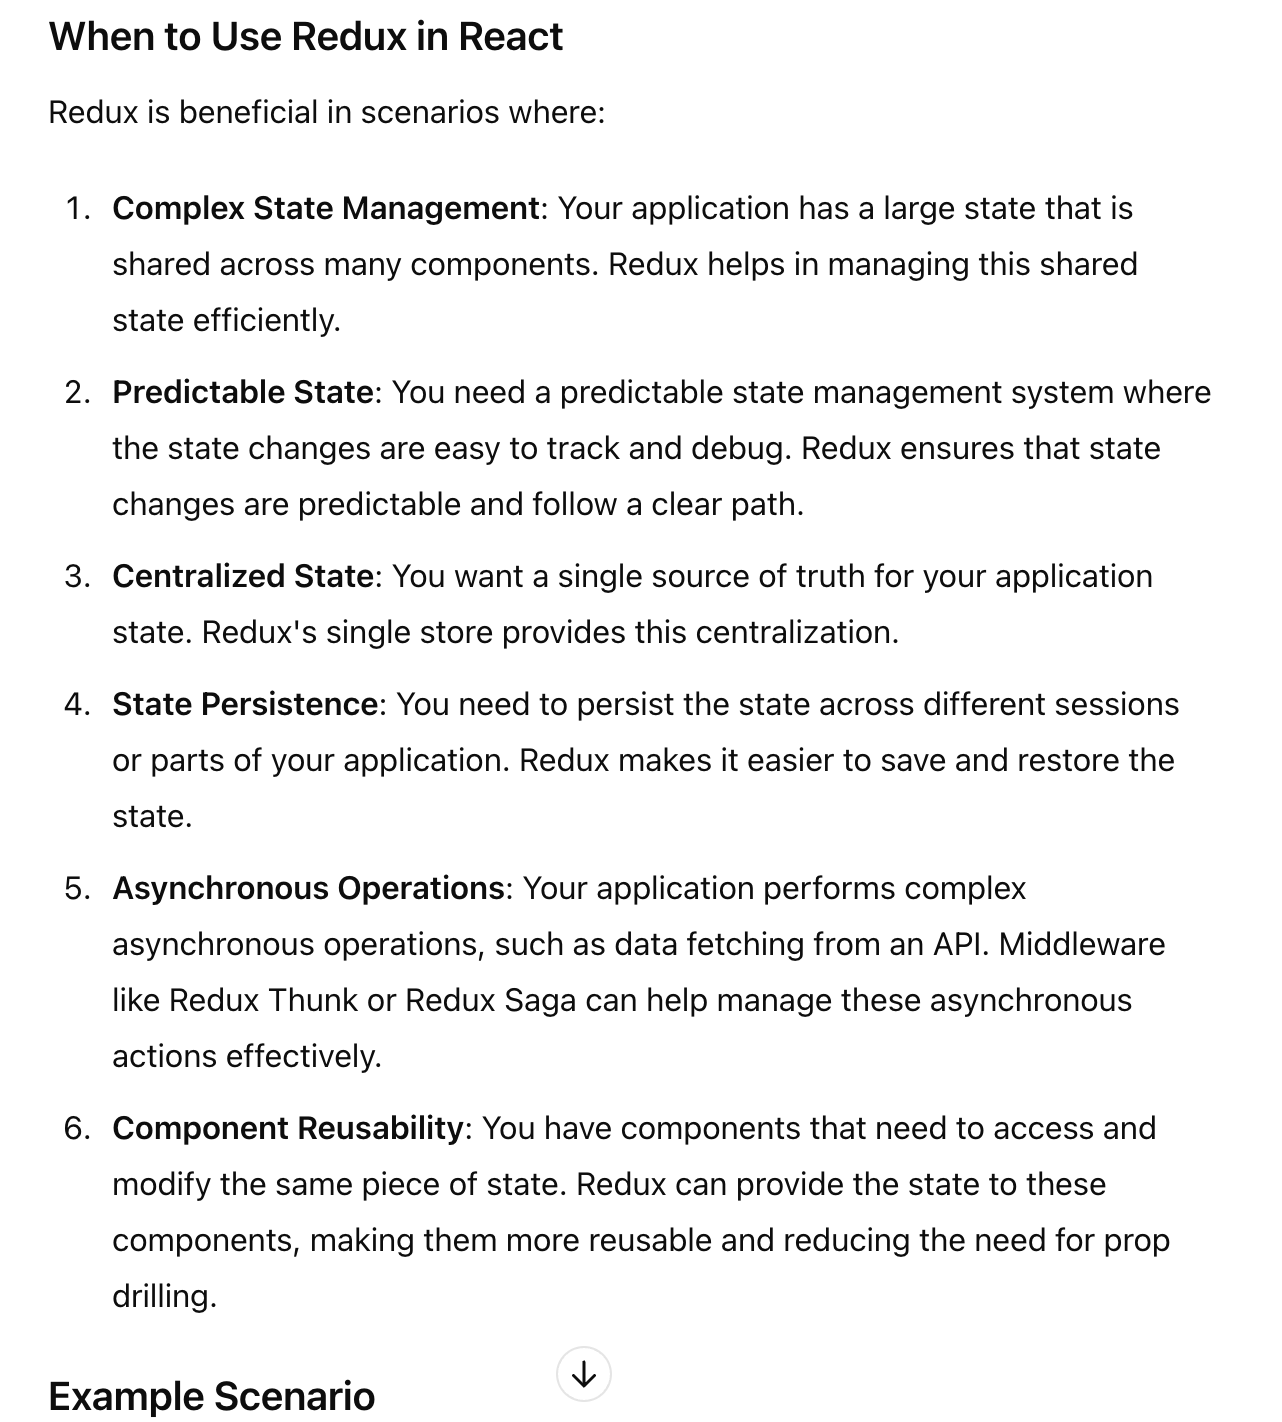 When to Use Redux in React
Redux is beneficial in scenarios where:
1. Complex State Management: Your application has a large state that is
shared across many components. Redux helps in managing this shared
state efficiently.
2. Predictable State: You need a predictable state management system where
the state changes are easy to track and debug. Redux ensures that state
changes are predictable and follow a clear path.
3. Centralized State: You want a single source of truth for your application
state. Redux's single store provides this centralization.
4. State Persistence: You need to persist the state across different sessions
or parts of your application. Redux makes it easier to save and restore the
state.
5. Asynchronous Operations: Your application performs complex
asynchronous operations, such as data fetching from an API. Middleware
like Redux Thunk or Redux Saga can help manage these asynchronous
actions effectively.
6. Component Reusability: You have components that need to access and
modify the same piece of state. Redux can provide the state to these
components, making them more reusable and reducing the need for prop
drilling.
Example Scenario